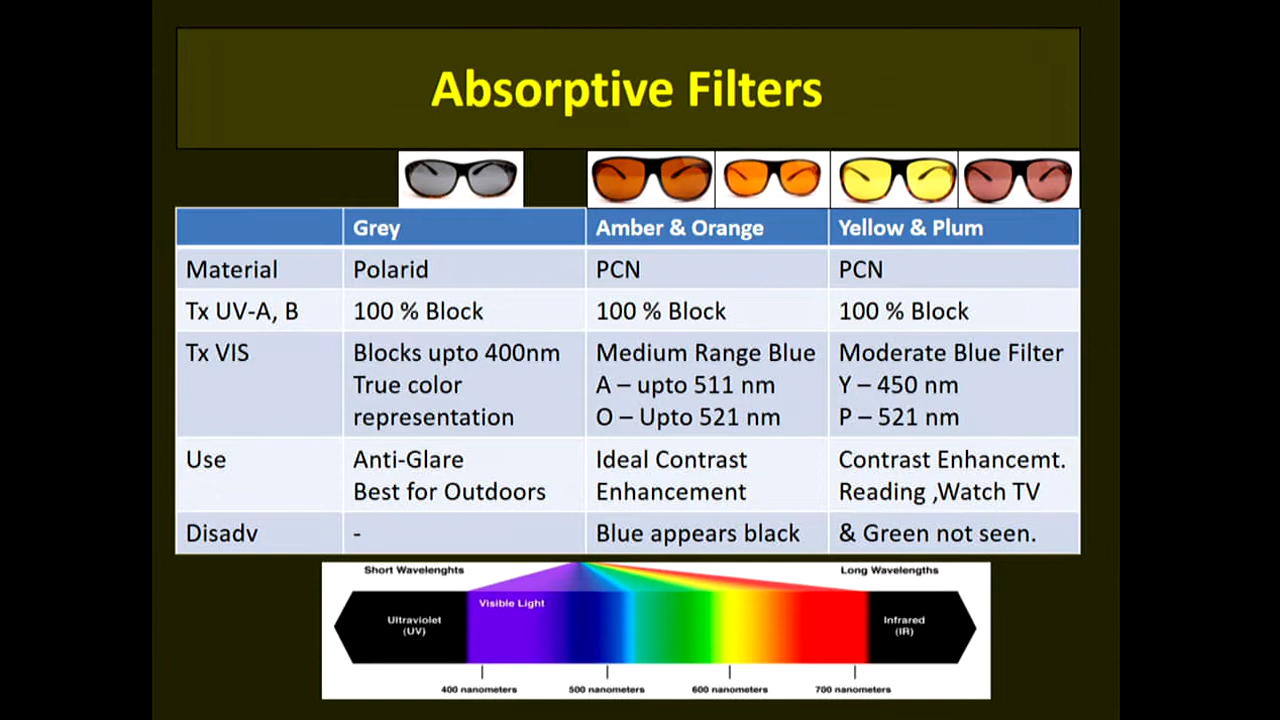 Absorptive Filters
Grey Amber & Orange Yellow & Plum
Material Polarid PCN PCN
Tx UV-A, B 100 % Block 100 % Block 100 % Block
Tx VIS Blocks upto 400nm Medium Range Blue Moderate Blue Filter
True color A – upto 511 nm Y – 450 nm
representation O – Upto 521 nm P – 521 nm
Use Anti-Glare Ideal Contrast Contrast Enhancemt.
Best for Outdoors Enhancement Reading ,Watch TV
Disadv - Blue appears black & Green not seen.
Short Wavelenghts Long Wavelengths
Visible Light
Ultraviolet Infrared
(UV) (IR)
400 nanometers 500 nanometers 600 nanometers 700 nanometers